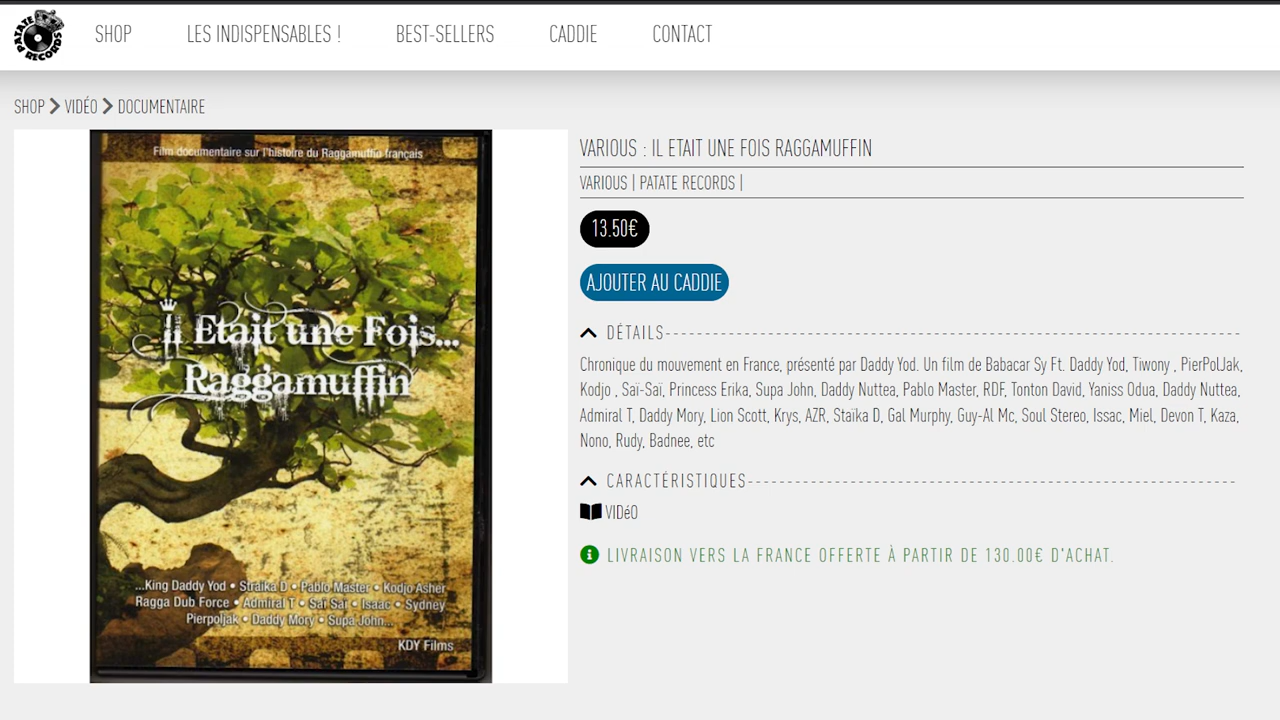 PATATE RECORDS
SHOP
LES INDISPENSABLES !
BEST-SELLERS
CADDIE
CONTACT
SHOP VIDÉO DOCUMENTAIRE
Film documentaire sur l'histoire du Raggamuffin français
Il Etait une Fois...
Raggamuffin
...King Daddy Yod • Straika D • Pablo Master • Kodjo Asher
Ragga Dub Force • Admiral T • Saï Saï • Isaac • Sydney
Pierpoljak • Daddy Mory • Supa John...
KDY Films
VARIOUS : IL ETAIT UNE FOIS RAGGAMUFFIN
VARIOUS | PATATE RECORDS |
13.50€
AJOUTER AU CADDIE
DÉTAILS
Chronique du mouvement en France, présenté par Daddy Yod. Un film de Babacar Sy Ft. Daddy Yod, Tiwony , PierPolJak,
Kodjo , Saï-Saï, Princess Erika, Supa John, Daddy Nuttea, Pablo Master, RDF, Tonton David, Yaniss Odua, Daddy Nuttea,
Admiral T, Daddy Mory, Lion Scott, Krys, AZR, Staïka D, Gal Murphy, Guy-Al Mc, Soul Stereo, Issac, Miel, Devon T, Kaza,
Nono, Rudy, Badnee, etc
CARACTÉRISTIQUES
VIDéO
LIVRAISON VERS LA FRANCE OFFERTE À PARTIR DE 130.00€ D'ACHAT.